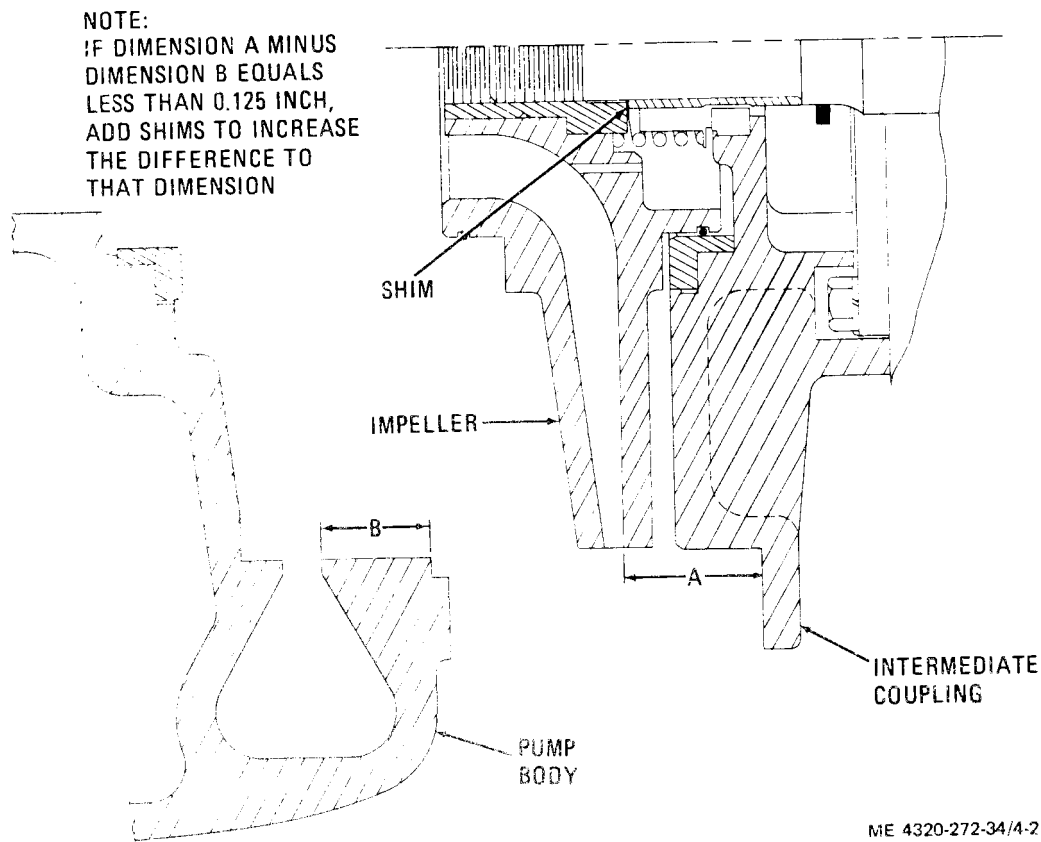 NOTE:
IF DIMENSION A MINUS
DIMENSION B EQUALS
LESS THAN 0.125 INCH,
ADD SHIMS TO INCREASE
THE DIFFERENCE TO
THAT DIMENSION
SHIM
IMPELLER
B
A
INTERMEDIATE
COUPLING
PUMP
BODY
ME 4320-272-34/4-2